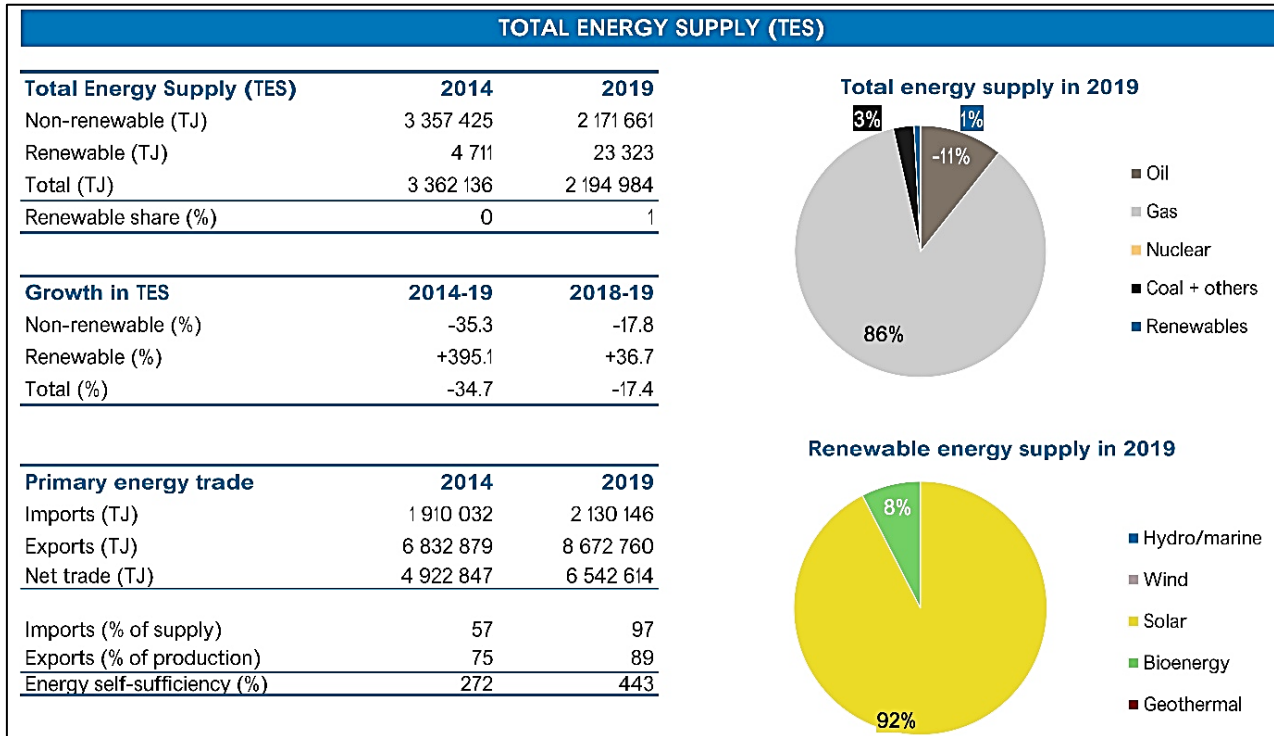 TOTAL ENERGY SUPPLY (TES)
Total Energy Supply (TES) 2014 2019
Non-renewable (TJ) 3 357 425 2 171 661
Renewable (TJ) 4 711 23 323
Total (TJ) 3 362 136 2 194 984
Renewable share (%) 0 1
Growth in TES 2014-19 2018-19
Non-renewable (%) -35.3 -17.8
Renewable (%) +395.1 +36.7
Total (%) -34.7 -17.4
Primary energy trade 2014 2019
Imports (TJ) 1 910 032 2 130 146
Exports (TJ) 6 832 879 8 672 760
Net trade (TJ) 4 922 847 6 542 614
Imports (% of supply) 57 97
Exports (% of production) 75 89
Energy self-sufficiency (%) 272 443
Total energy supply in 2019
3% 1%
-11%
86%
Oil
Gas
Nuclear
Coal + others
Renewables
Renewable energy supply in 2019
8%
92%
Hydro/marine
Wind
Solar
Bioenergy
Geothermal